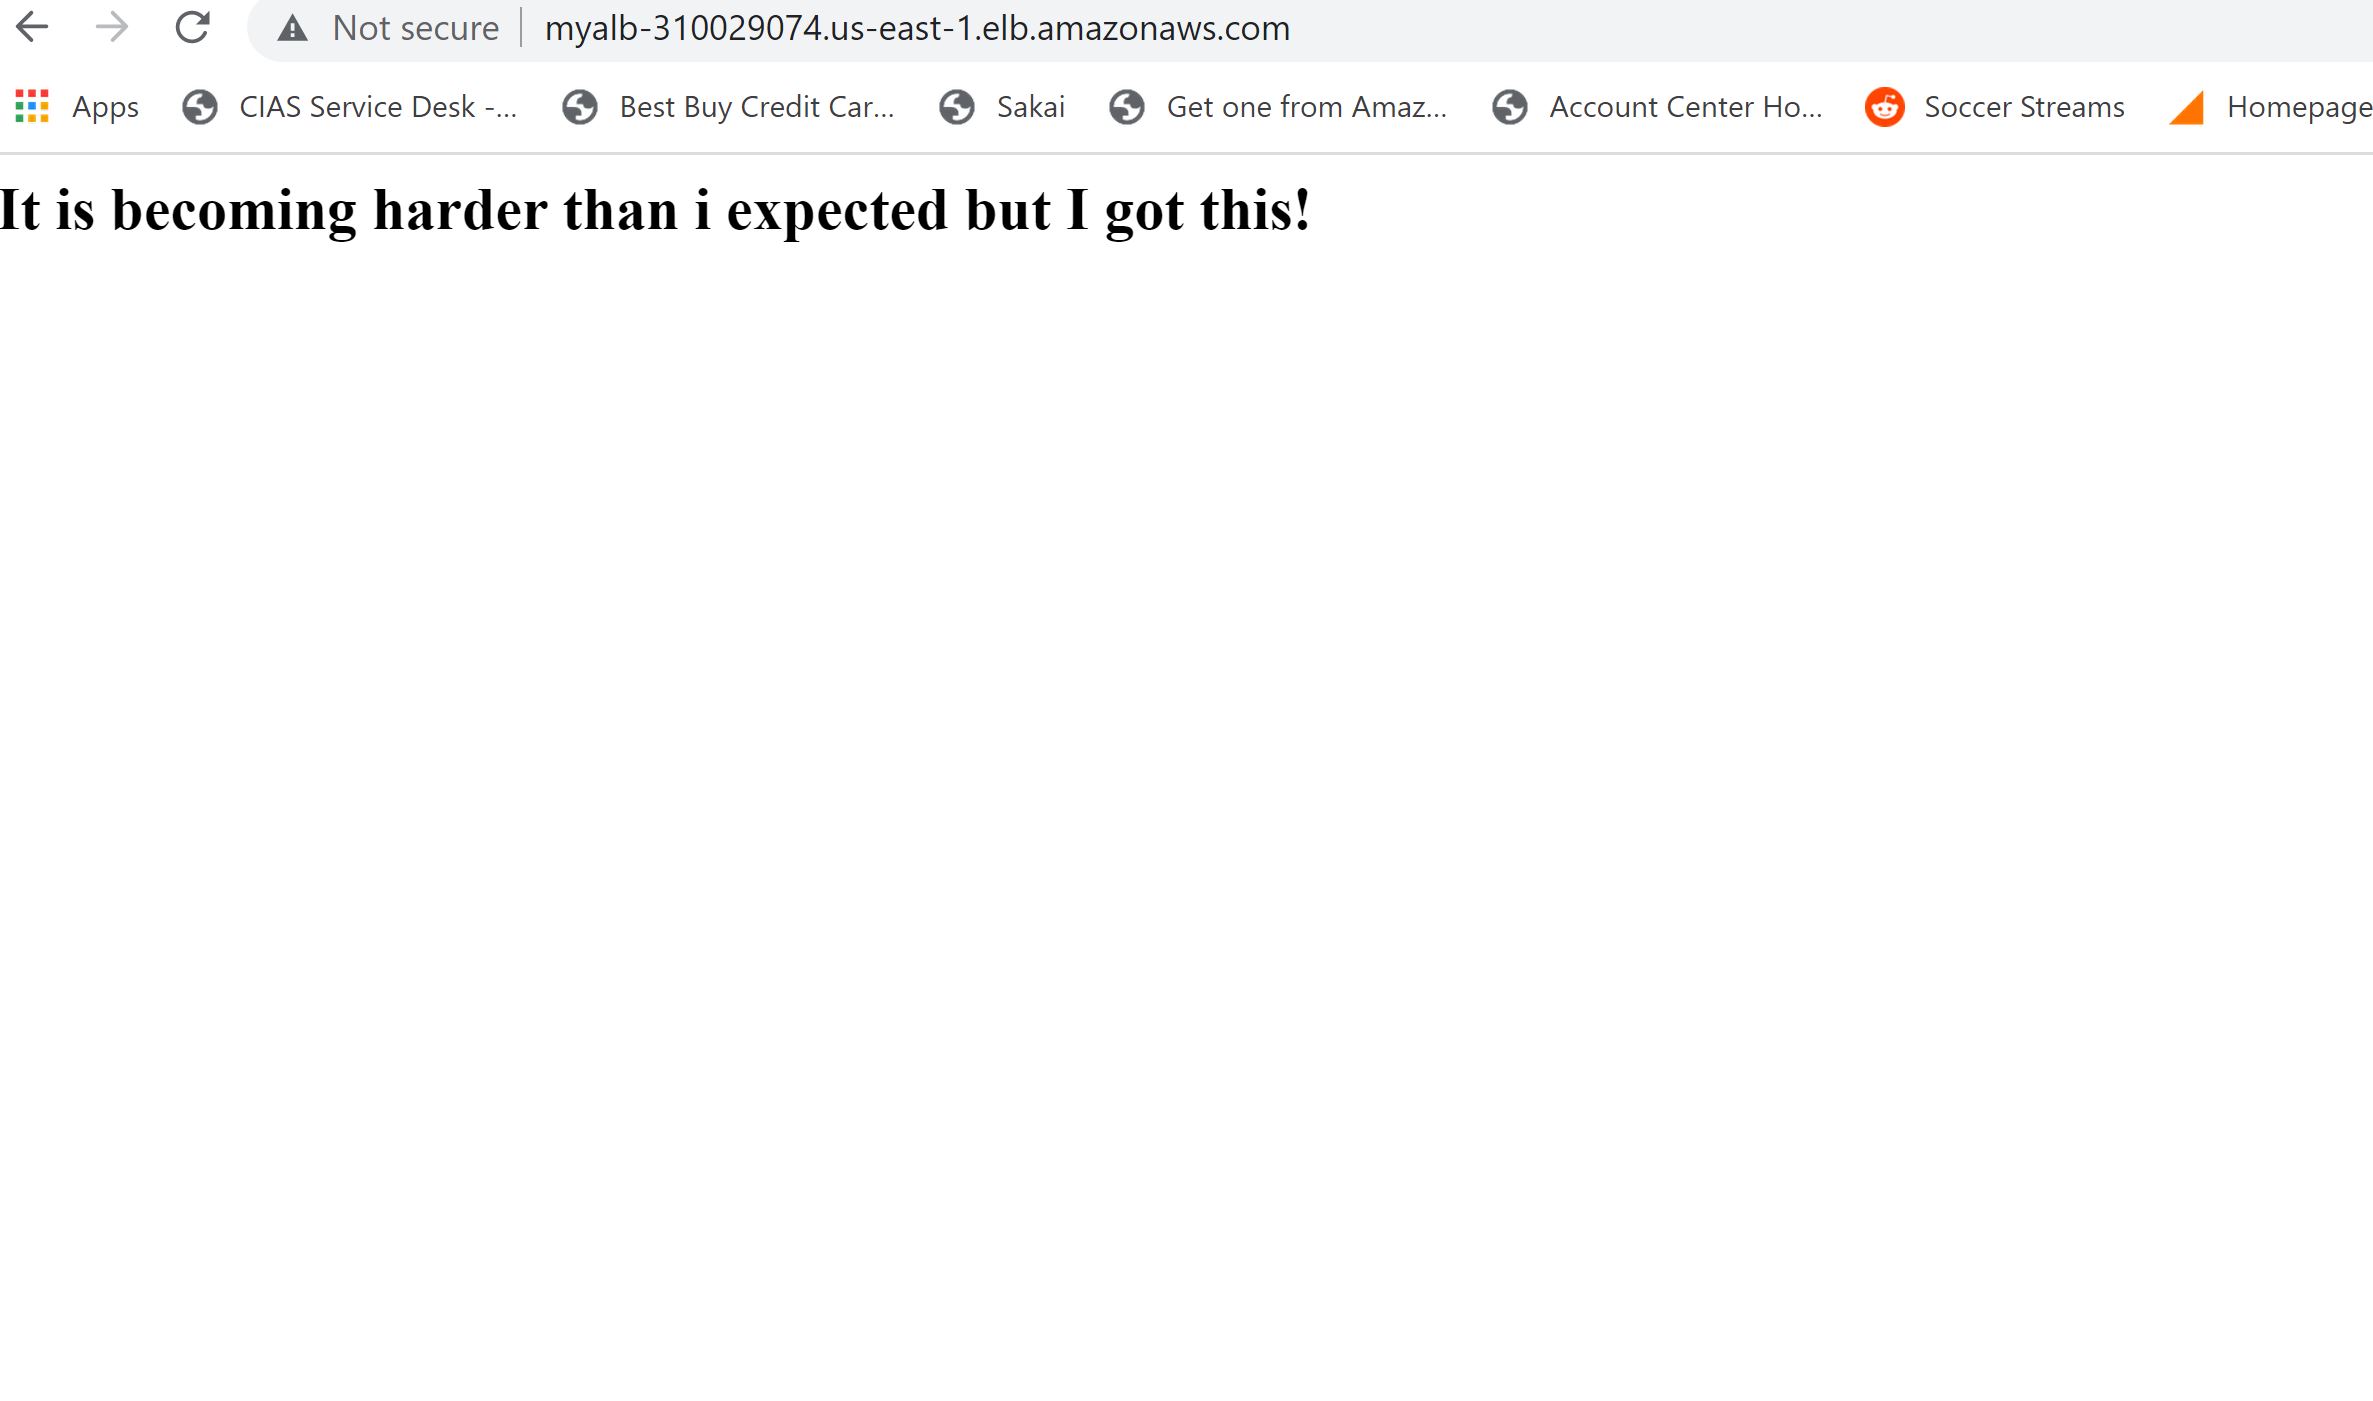 Not secure myalb-310029074.us-east-1.elb.amazonaws.com
Apps CIAS Service Desk -... Best Buy Credit Car... Sakai Get one from Amaz... Account Center Ho... Soccer Streams Homepage
It is becoming harder than i expected but I got this!